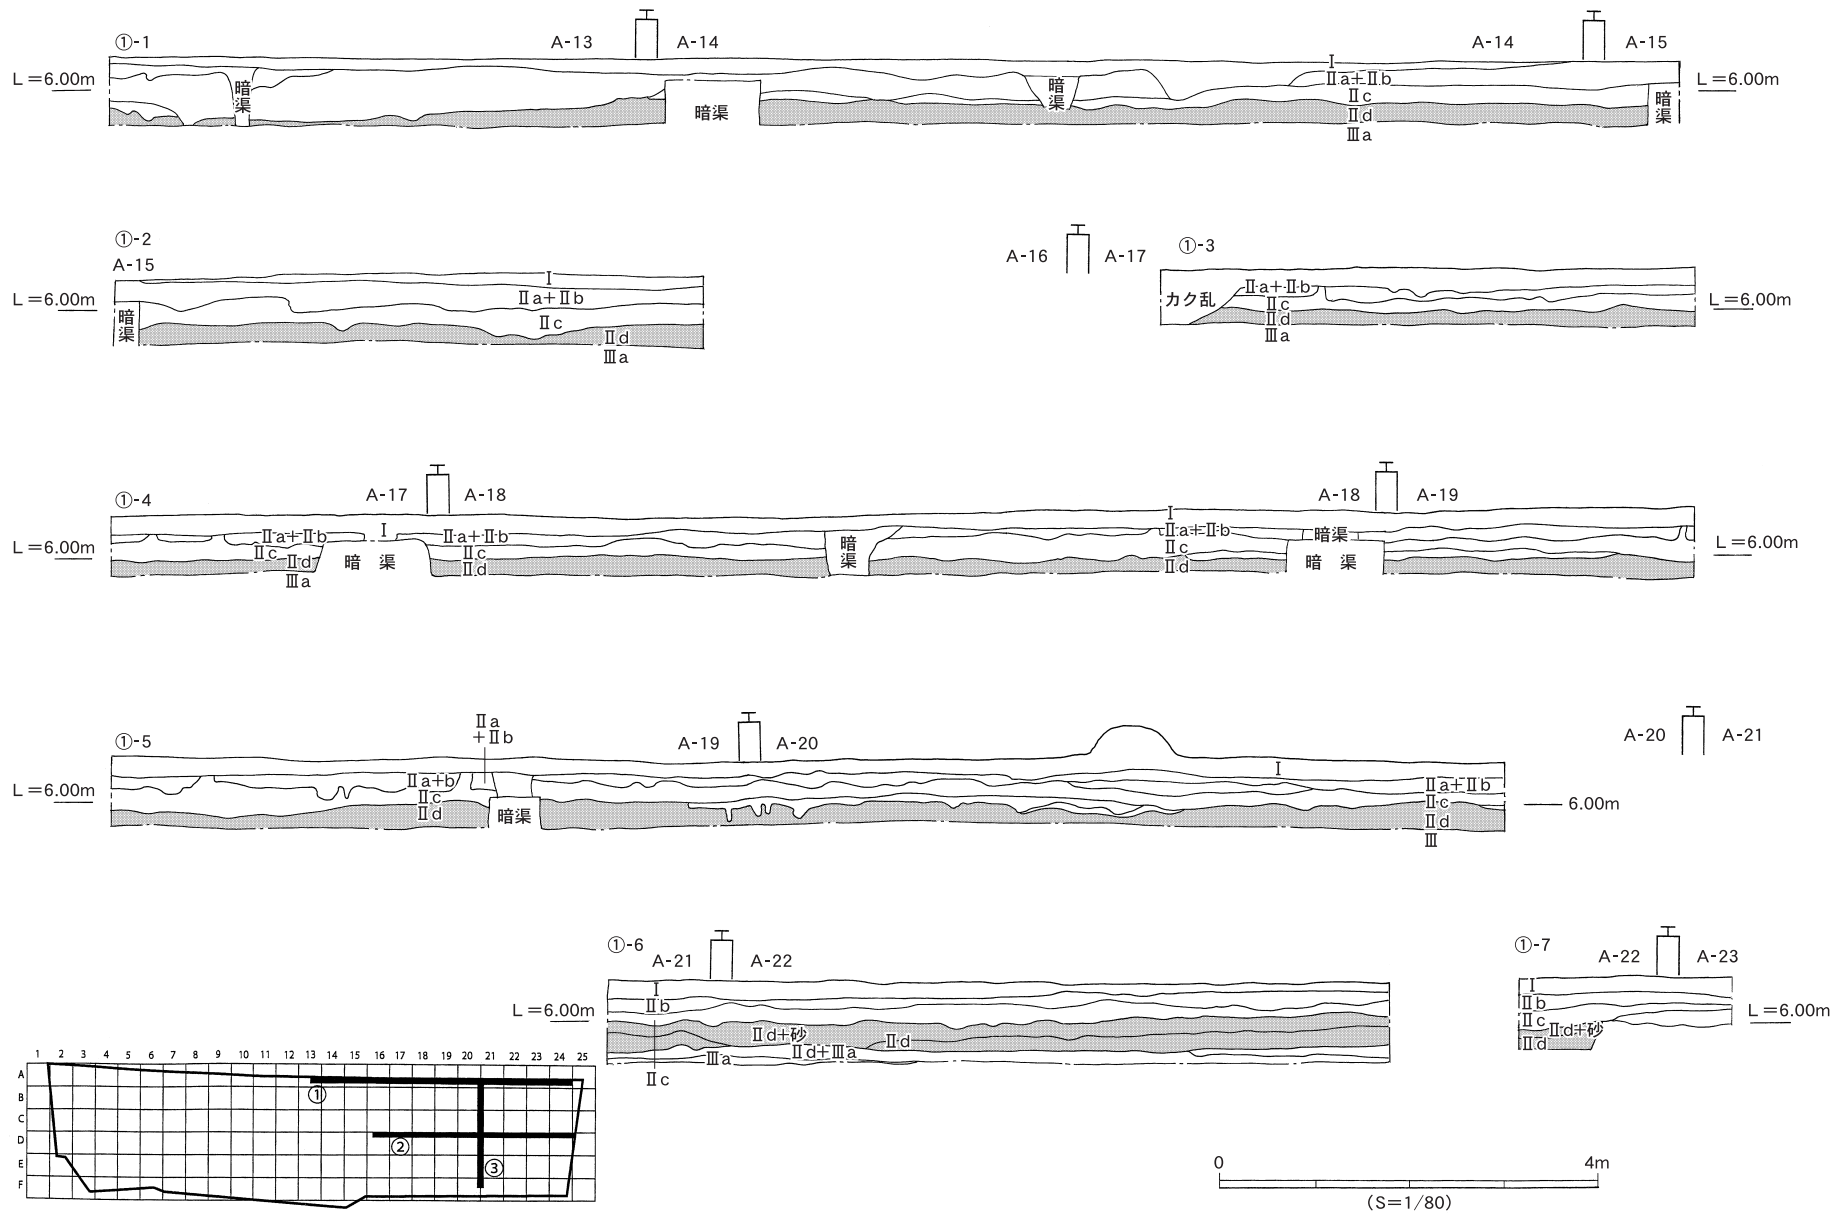 ①-1
A-13 A-14
A-14 A-15
L=6.00m
暗渠
暗渠
暗渠
Ⅰ
Ⅱa+Ⅱb
Ⅱc
Ⅱd
Ⅲa
暗渠
L=6.00m
①-2
A-15
L=6.00m
暗渠
Ⅰ
Ⅱa+Ⅱb
Ⅱc
Ⅱd
Ⅲa
A-16 A-17
①-3
カク乱
Ⅱa+Ⅱb
Ⅱc
Ⅱd
Ⅲa
L=6.00m
①-4
A-17 A-18
A-18 A-19
L=6.00m
Ⅱa+Ⅱb
Ⅱc
Ⅱd
Ⅲa
Ⅰ
暗 渠
Ⅱa+Ⅱb
Ⅱc
Ⅱd
暗渠
Ⅰ
Ⅱa+Ⅱb
Ⅱc
Ⅱd
暗渠
暗 渠
L=6.00m
①-5
Ⅱa
+Ⅱb
A-19 A-20
A-20 A-21
L=6.00m
Ⅱa+b
Ⅱc
Ⅱd
暗渠
Ⅰ
Ⅱa+Ⅱb
Ⅱc
Ⅱd
Ⅲ
6.00m
①-6
A-21 A-22
L=6.00m
Ⅰ
Ⅱb
Ⅱd+砂
Ⅱd
Ⅱd+Ⅲa
Ⅲa
Ⅱc
①-7
A-22 A-23
Ⅰ
Ⅱb
Ⅱc
Ⅱd+砂
Ⅱd
L=6.00m
1 2 3 4 5 6 7 8 9 10 11 12 13 14 15 16 17 18 19 20 21 22 23 24 25
A
B
C
D
E
F
①
②
③
0 4m
(S=1/80)